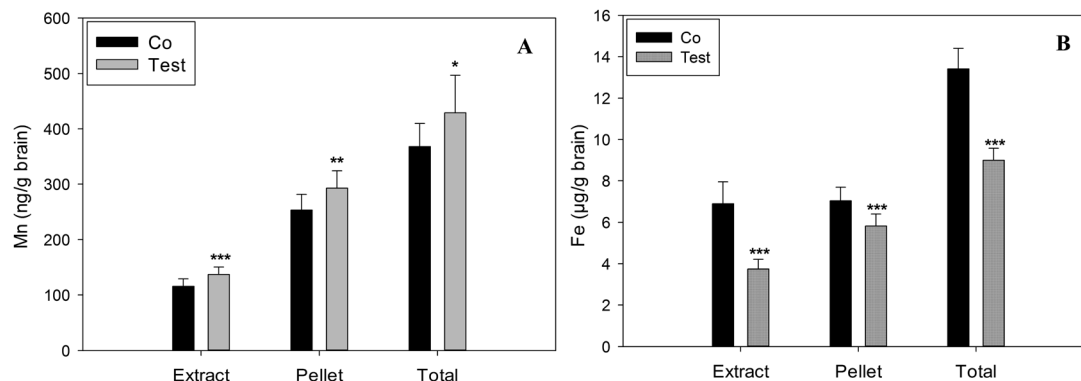 A
Co
Test
Mn (ng/g brain)
600
500
400
300
200
100
0
***
**
*
Extract
Pellet
Total
B
Co
Test
Fe (µg/g brain)
16
14
12
10
8
6
4
2
0
***
***
***
Extract
Pellet
Total